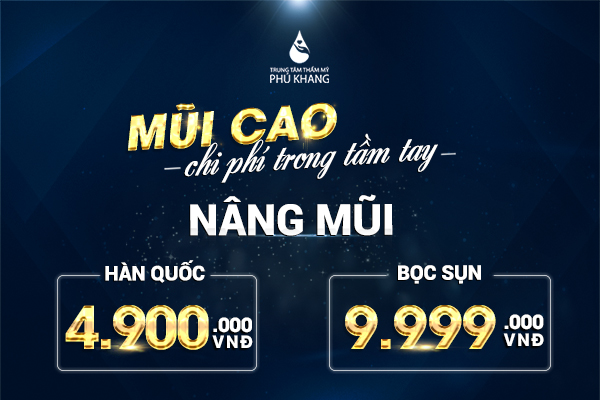 TRUNG TÂM THẨM MỸ
PHÚ KHANG
MŨI CAO
–chi phí trong tầm tay–
NÂNG MŨI
HÀN QUỐC
4.900.000 VNĐ
BỌC SỤN
9.999.000 VNĐ